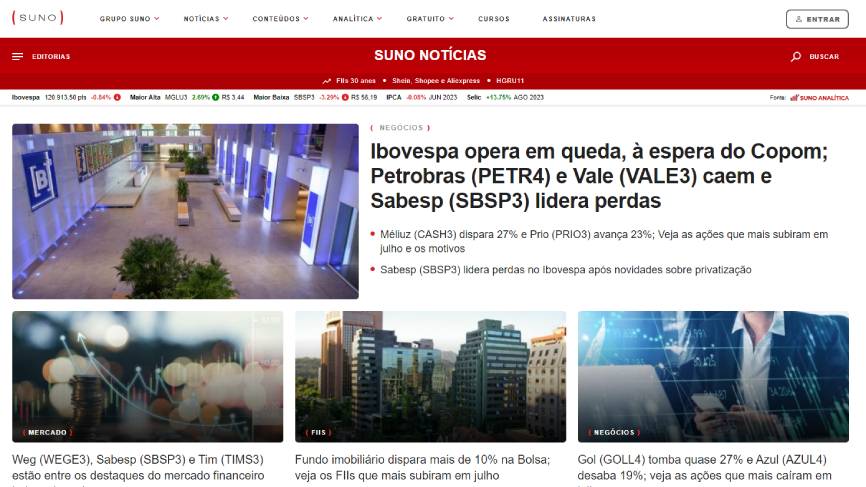 ( SUNO )
GRUPO SUNO
NOTÍCIAS
CONTEÚDOS
ANALÍTICA
GRATUITO
CURSOS
ASSINATURAS
ENTRAR
EDITORIAS
SUNO NOTÍCIAS
BUSCAR
FIIs 30 anos • Shein, Shopee e Aliexpress • HGRU11
Ibovespa 120.913,50 pts -0.84% Maior Alta MGLU3 2.69% R$ 3,44 Maior Baixa SBSP3 -3.29% R$ 56,19 IPCA -0.08% JUN 2023 Selic +13.75% AGO 2023 Fonte: SUNO ANALÍTICA
( NEGÓCIOS )
Ibovespa opera em queda, à espera do Copom;
Petrobras (PETR4) e Vale (VALE3) caem e
Sabesp (SBSP3) lidera perdas
• Méliuz (CASH3) dispara 27% e Prio (PRIO3) avança 23%; Veja as ações que mais subiram em
julho e os motivos
• Sabesp (SBSP3) lidera perdas no Ibovespa após novidades sobre privatização
[B]
( MERCADO )
Weg (WEGE3), Sabesp (SBSP3) e Tim (TIMS3)
estão entre os destaques do mercado financeiro
( FIIS )
Fundo imobiliário dispara mais de 10% na Bolsa;
veja os FIIs que mais subiram em julho
( NEGÓCIOS )
Gol (GOLL4) tomba quase 27% e Azul (AZUL4)
desaba 19%; veja as ações que mais caíram em